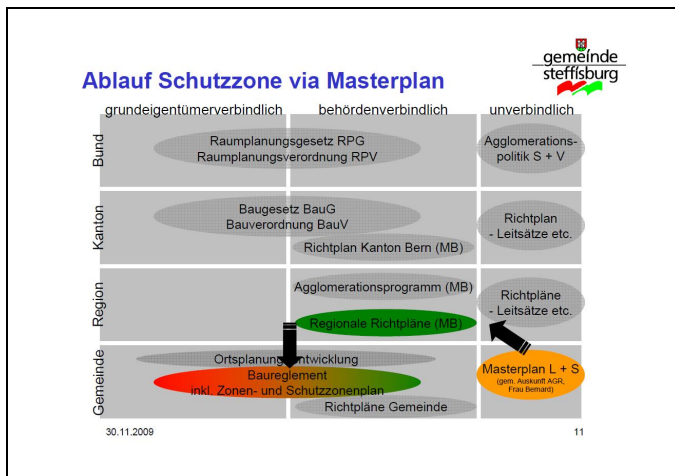 gemeinde
steffisburg
Ablauf Schutzzone via Masterplan
grundeigentümerverbindlich
behördenverbindlich
unverbindlich
Bund
Raumplanungsgesetz RPG
Raumplanungsverordnung RPV
Agglomerations-
politik S + V
Kanton
Baugesetz BauG
Bauverordnung BauV
Richtplan Kanton Bern (MB)
Richtplan
- Leitsätze etc.
Region
Agglomerationsprogramm (MB)
Regionale Richtpläne (MB)
Richtpläne
- Leitsätze etc.
Gemeinde
Ortsplanung Entwicklung
Baureglement
inkl. Zonen- und Schutzzonenplan
Richtpläne Gemeinde
Masterplan L + S
(gem. Auskunft AGR,
Frau Bernard)
30.11.2009
11